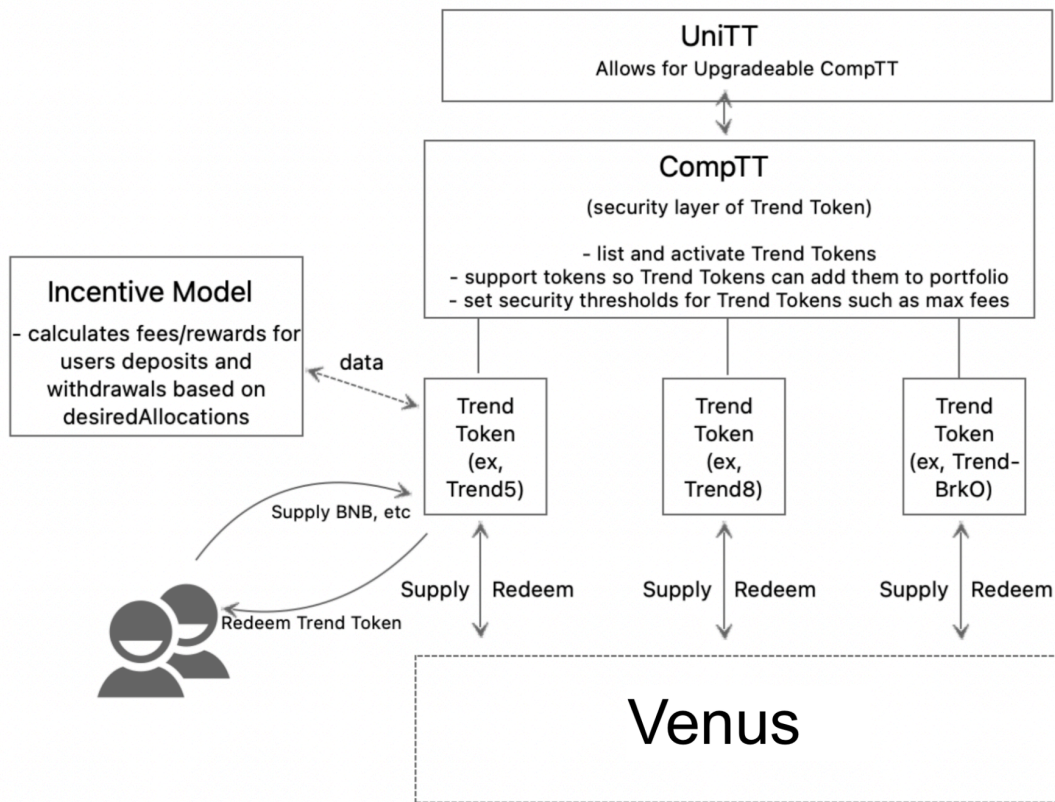 UniTT
Allows for Upgradeable CompTT
CompTT
(security layer of Trend Token)
- list and activate Trend Tokens
- support tokens so Trend Tokens can add them to portfolio
- set security thresholds for Trend Tokens such as max fees
Incentive Model
- calculates fees/rewards for
users deposits and
withdrawals based on
desiredAllocations
data
Trend
Token
(ex,
Trend5)
Trend
Token
(ex,
Trend8)
Trend
Token
(ex, Trend-
BrkO)
Supply BNB, etc
Redeem Trend Token
Supply Redeem
Supply Redeem
Supply Redeem
Venus